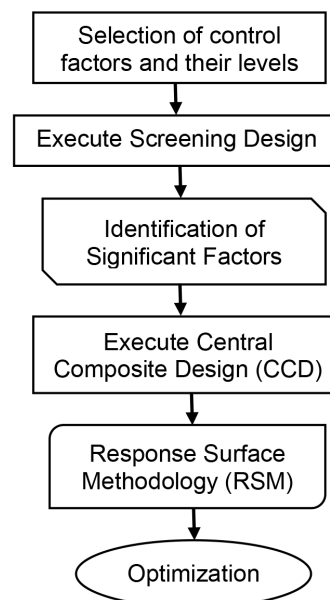 Selection of control
factors and their levels
Execute Screening Design
Identification of
Significant Factors
Execute Central
Composite Design (CCD)
Response Surface
Methodology (RSM)
Optimization